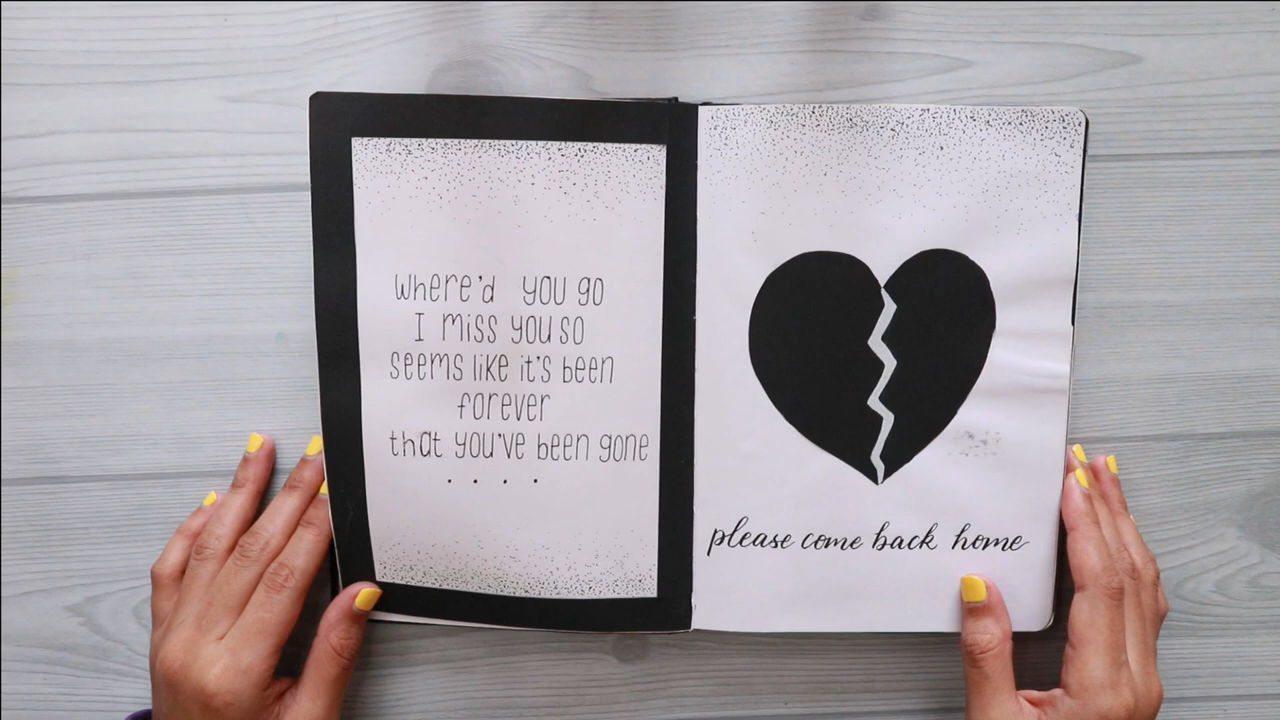 where'd you go
I miss you so
seems like it's been
forever
that you've been gone
. . . .
please come back home